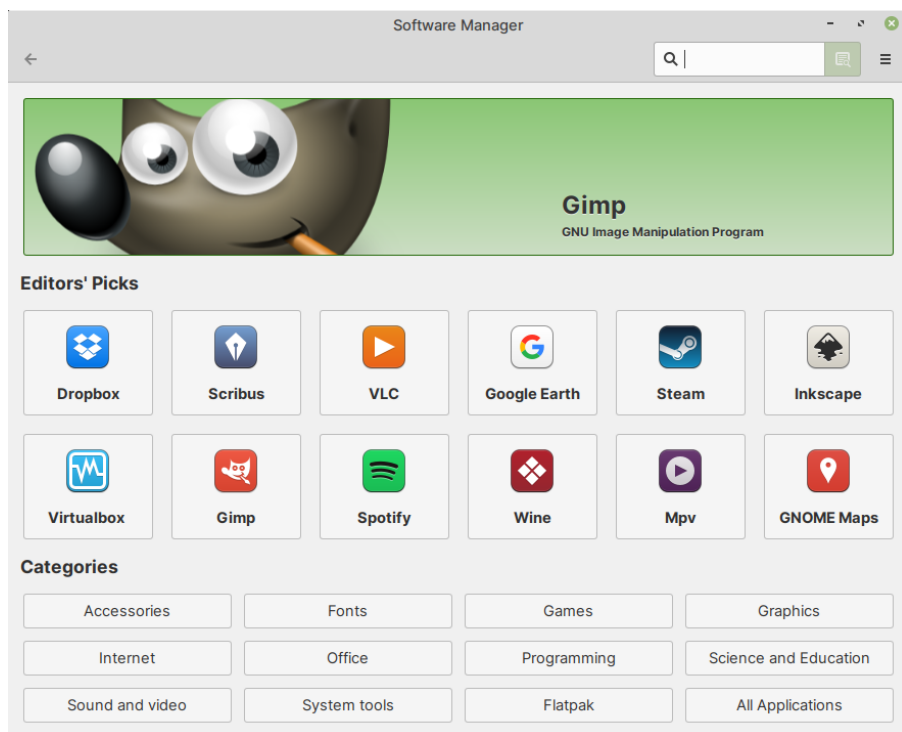 Software Manager
Gimp
GNU Image Manipulation Program
Editors' Picks
Dropbox Scribus VLC Google Earth Steam Inkscape
Virtualbox Gimp Spotify Wine Mpv GNOME Maps
Categories
Accessories Fonts Games Graphics
Internet Office Programming Science and Education
Sound and video System tools Flatpak All Applications